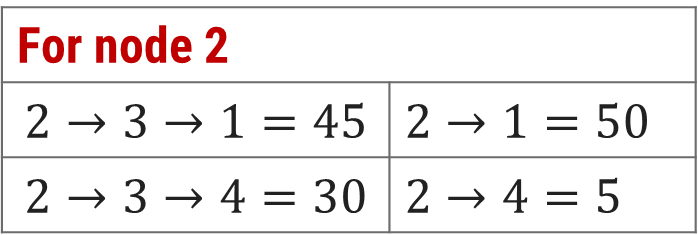 For node 2
2 → 3 → 1 = 45 2 → 1 = 50
2 → 3 → 4 = 30 2 → 4 = 5